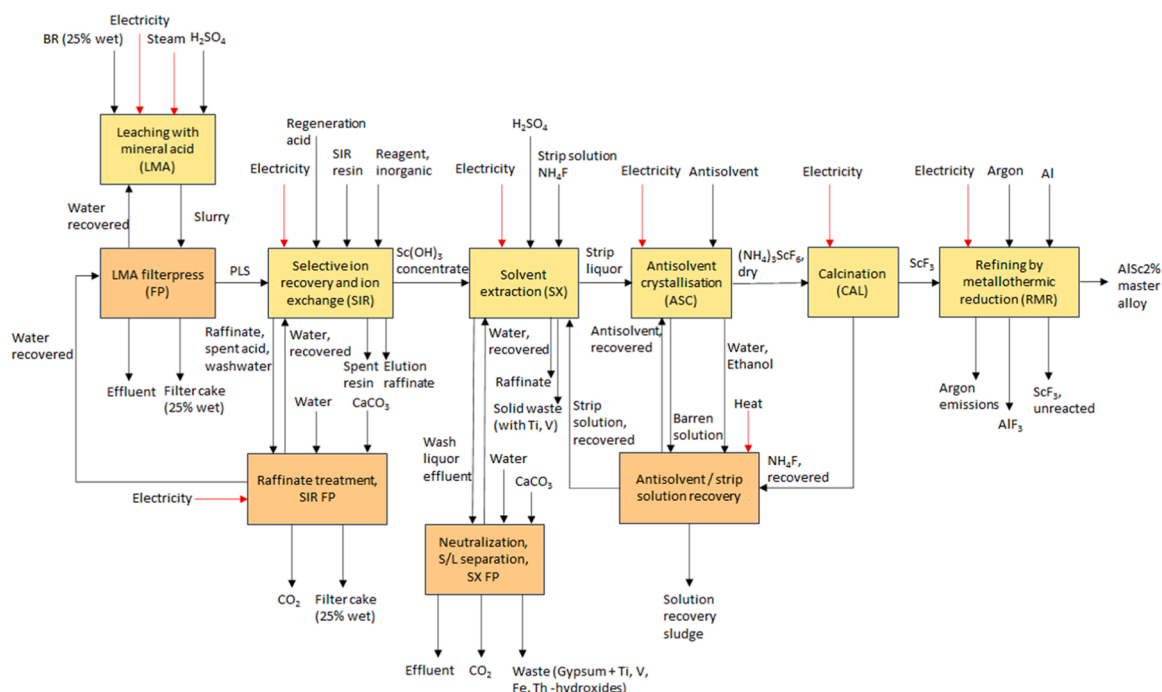 Electricity
BR (25% wet)
Steam
H₂SO₄
Leaching with
mineral acid
(LMA)
Water
recovered
Slurry
LMA filterpress
(FP)
PLS
Effluent
Filter cake
(25% wet)
Water
recovered
Regeneration
acid
Electricity
SIR
resin
Reagent,
inorganic
Selective ion
recovery and ion
exchange (SIR)
Sc(OH)₃
concentrate
Raffinate,
spent acid,
washwater
Water,
recovered
Spent
resin
Elution
raffinate
Water
CaCO₃
Raffinate treatment,
SIR FP
Electricity
CO₂
Filter cake
(25% wet)
H₂SO₄
Electricity
Strip solution
NH₄F
Solvent
extraction (SX)
Strip
liquor
Water,
recovered
Raffinate
Solid waste
(with Ti, V)
Wash
liquor
effluent
Water
CaCO₃
Neutralization,
S/L separation,
SX FP
Effluent
CO₂
Waste (Gypsum + Ti, V,
Fe, Th -hydroxides)
Electricity
Antisolvent
Antisolvent
crystallisation
(ASC)
(NH₄)₃ScF₆,
dry
Antisolvent,
recovered
Water,
Ethanol
Strip
solution,
recovered
Barren
solution
Heat
Antisolvent / strip
solution recovery
NH₄F,
recovered
Solution
recovery
sludge
Electricity
Calcination
(CAL)
ScF₃
Electricity
Argon
Al
Refining by
metallothermic
reduction (RMR)
AlSc2%
master
alloy
Argon
emissions
AlF₃
ScF₃,
unreacted